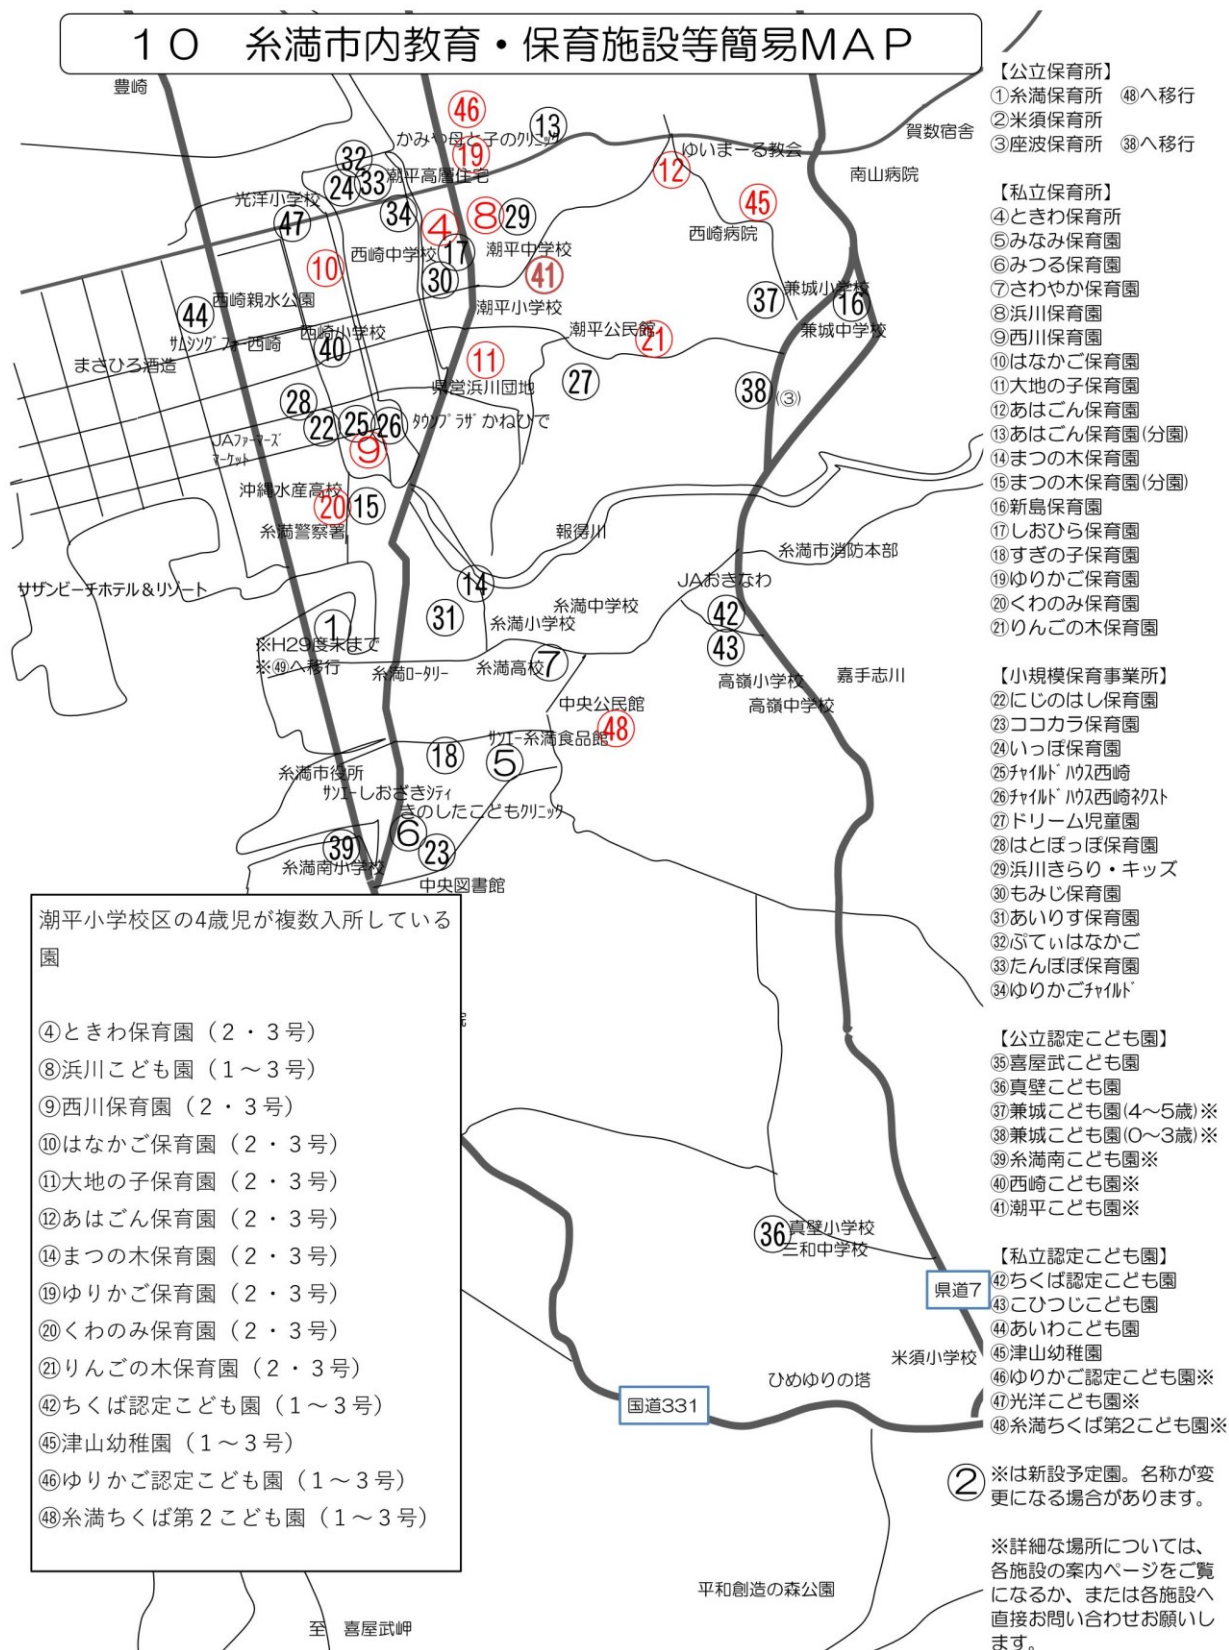 10　糸満市内教育・保育施設等簡易MAP
豊崎
㊻
⑬
かみや母と子のクリニック
⑲
賀数宿舎
ゆいまーる教会
⑫
南山病院
㉜
㉔
㉝
潮平高層住宅
光洋小学校
㊼
㉞
④
⑧
㉙
㊺
西崎病院
西崎中学校
⑰
潮平中学校
⑩
㉚
㊶
㊲
兼城小学校
⑯
西崎親水公園
㊹
潮平小学校
兼城中学校
西崎小学校
サムシングフォー西崎
㊵
潮平公民館
㉑
まさひろ酒造
⑪
県営浜川団地
㉗
㊳
(③)
㉘
㉒
㉕
㉖
タウンプラザかねひで
JAファーマーズ
マーケット
⑨
沖縄水産高校
⑳
⑮
糸満警察署
報得川
糸満市消防本部
サザンビーチホテル＆リゾート
⑭
JAおきなわ
糸満中学校
㊷
①
㉛
糸満小学校
※H29度末まで
※㊾へ移行
糸満ロータリー
糸満高校
⑦
㊸
高嶺小学校
嘉手志川
高嶺中学校
中央公民館
㊽
サンエー糸満食品館
⑱
⑤
糸満市役所
サンエーしおざきシティ
きのしたこどもクリニック
⑥
㊴
㉓
糸満南小学校
中央図書館
潮平小学校区の4歳児が複数入所している
園
④ときわ保育園（２・３号）
⑧浜川こども園（１～３号）
⑨西川保育園（２・３号）
⑩はなかご保育園（２・３号）
⑪大地の子保育園（２・３号）
⑫あはごん保育園（２・３号）
⑭まつの木保育園（２・３号）
⑲ゆりかご保育園（２・３号）
⑳くわのみ保育園（２・３号）
㉑りんごの木保育園（２・３号）
㊷ちくば認定こども園（１～３号）
㊺津山幼稚園（１～３号）
㊻ゆりかご認定こども園（１～３号）
㊽糸満ちくば第２こども園（１～３号）
㊱
真壁小学校
三和中学校
県道7
米須小学校
ひめゆりの塔
国道331
②
平和創造の森公園
至　喜屋武岬
【公立保育所】
①糸満保育所　㊽へ移行
②米須保育所
③座波保育所　㊳へ移行
【私立保育所】
④ときわ保育所
⑤みなみ保育園
⑥みつる保育園
⑦さわやか保育園
⑧浜川保育園
⑨西川保育園
⑩はなかご保育園
⑪大地の子保育園
⑫あはごん保育園
⑬あはごん保育園(分園)
⑭まつの木保育園
⑮まつの木保育園(分園)
⑯新島保育園
⑰しおひら保育園
⑱すぎの子保育園
⑲ゆりかご保育園
⑳くわのみ保育園
㉑りんごの木保育園
【小規模保育事業所】
㉒にじのはし保育園
㉓ココカラ保育園
㉔いっぽ保育園
㉕チャイルドハウス西崎
㉖チャイルドハウス西崎ネクスト
㉗ドリーム児童園
㉘はとぽっぽ保育園
㉙浜川きらり・キッズ
㉚もみじ保育園
㉛あいりす保育園
㉜ぷてぃはなかご
㉝たんぽぽ保育園
㉞ゆりかごチャイルド
【公立認定こども園】
㉟喜屋武こども園
㊱真壁こども園
㊲兼城こども園(4～5歳)※
㊳兼城こども園(0～3歳)※
㊴糸満南こども園※
㊵西崎こども園※
㊶潮平こども園※
【私立認定こども園】
㊷ちくば認定こども園
㊸こひつじこども園
㊹あいわこども園
㊺津山幼稚園
㊻ゆりかご認定こども園※
㊼光洋こども園※
㊽糸満ちくば第2こども園※
※は新設予定園。名称が変
更になる場合があります。
※詳細な場所については、
各施設の案内ページをご覧
になるか、または各施設へ
直接お問い合わせお願いし
ます。